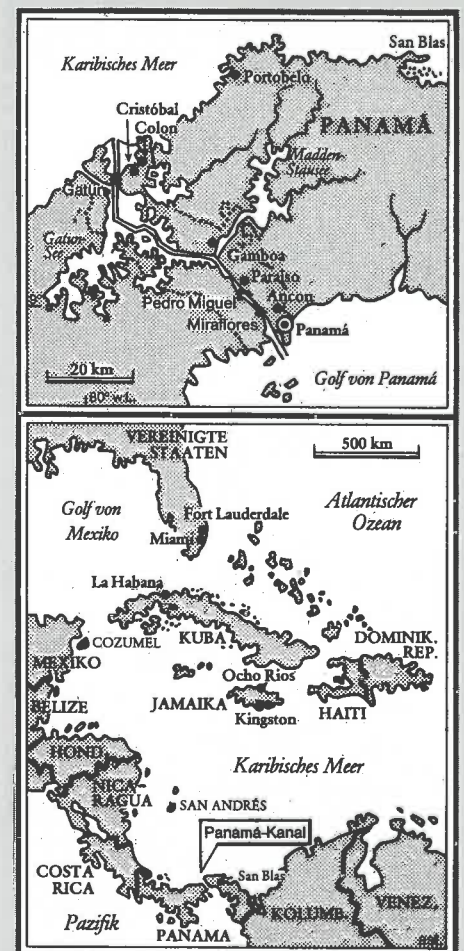 San Blas
Karibisches Meer
Portobelo
Cristóbal
Colon
PANAMÁ
Madden-
Stausee
Gatun
Gatun-
See
Gamboa
Paraiso
Ancon
Pedro Miguel
Miraflores
Panamá
20 km
Golf von Panamá
80° w.L.
VEREINIGTE
STAATEN
500 km
Golf von
Mexiko
Atlantischer
Ozean
Fort Lauderdale
Miami
La Habana
COZUMEL
KUBA
DOMINIK.
REP.
MEXIKO
Ocho Rios
BELIZE
JAMAIKA
Kingston
HAITI
HOND.
Karibisches Meer
NICA-
RAGUA
SAN ANDRÉS
Panamá-Kanal
COSTA
RICA
San Blas
KOLUMB.
VENEZ.
Pazifik
PANAMA